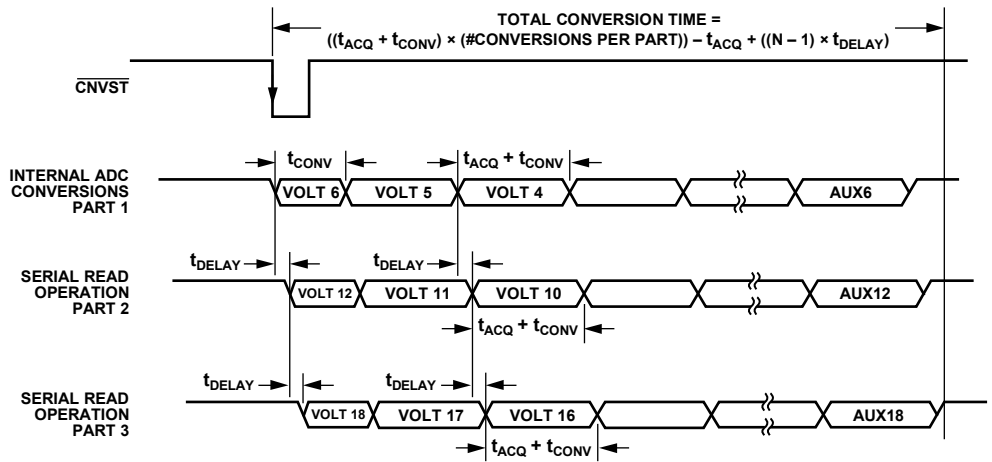 TOTAL CONVERSION TIME =
((tACQ + tCONV) × (#CONVERSIONS PER PART)) – tACQ + ((N – 1) × tDELAY)
CNVST
tCONV
tACQ + tCONV
INTERNAL ADC
CONVERSIONS
PART 1
VOLT 6
VOLT 5
VOLT 4
AUX6
tDELAY
tDELAY
SERIAL READ
OPERATION
PART 2
VOLT 12
VOLT 11
VOLT 10
AUX12
tACQ + tCONV
tDELAY
tDELAY
SERIAL READ
OPERATION
PART 3
VOLT 18
VOLT 17
VOLT 16
AUX18
tACQ + tCONV